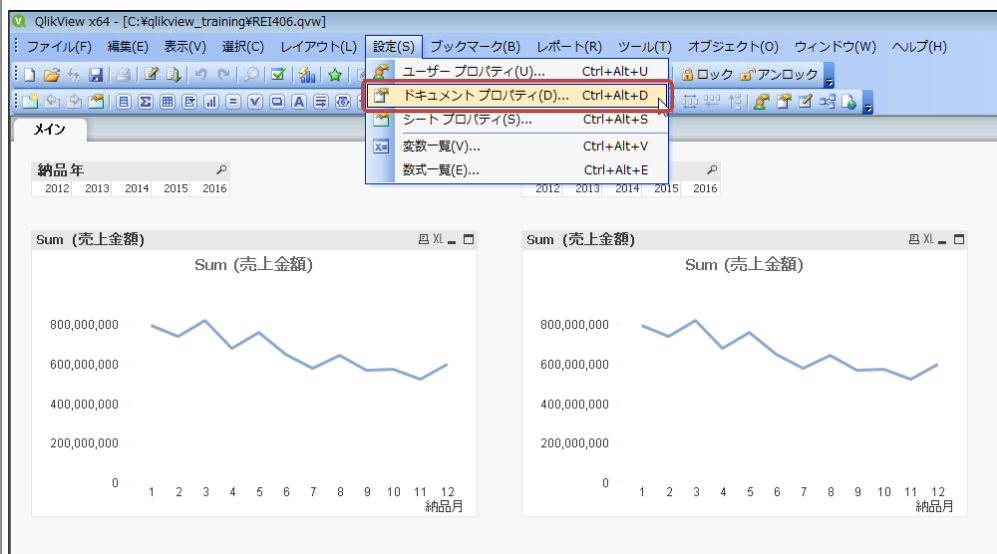 QlikView x64 - [C:¥qlikview_training¥REI406.qvw]
ファイル(F) 編集(E) 表示(V) 選択(C) レイアウト(L) 設定(S) ブックマーク(B) レポート(R) ツール(T) オブジェクト(O) ウィンドウ(W) ヘルプ(H)
ユーザー プロパティ(U)... Ctrl+Alt+U
ロック アンロック
ドキュメント プロパティ(D)... Ctrl+Alt+D
シート プロパティ(S)... Ctrl+Alt+S
変数一覧(V)... Ctrl+Alt+V
数式一覧(E)... Ctrl+Alt+E
メイン
納品年
2012 2013 2014 2015 2016
2012 2013 2014 2015 2016
Sum (売上金額) XL
Sum (売上金額)
800,000,000
600,000,000
400,000,000
200,000,000
0
1 2 3 4 5 6 7 8 9 10 11 12
納品月
Sum (売上金額) XL
Sum (売上金額)
800,000,000
600,000,000
400,000,000
200,000,000
0
1 2 3 4 5 6 7 8 9 10 11 12
納品月